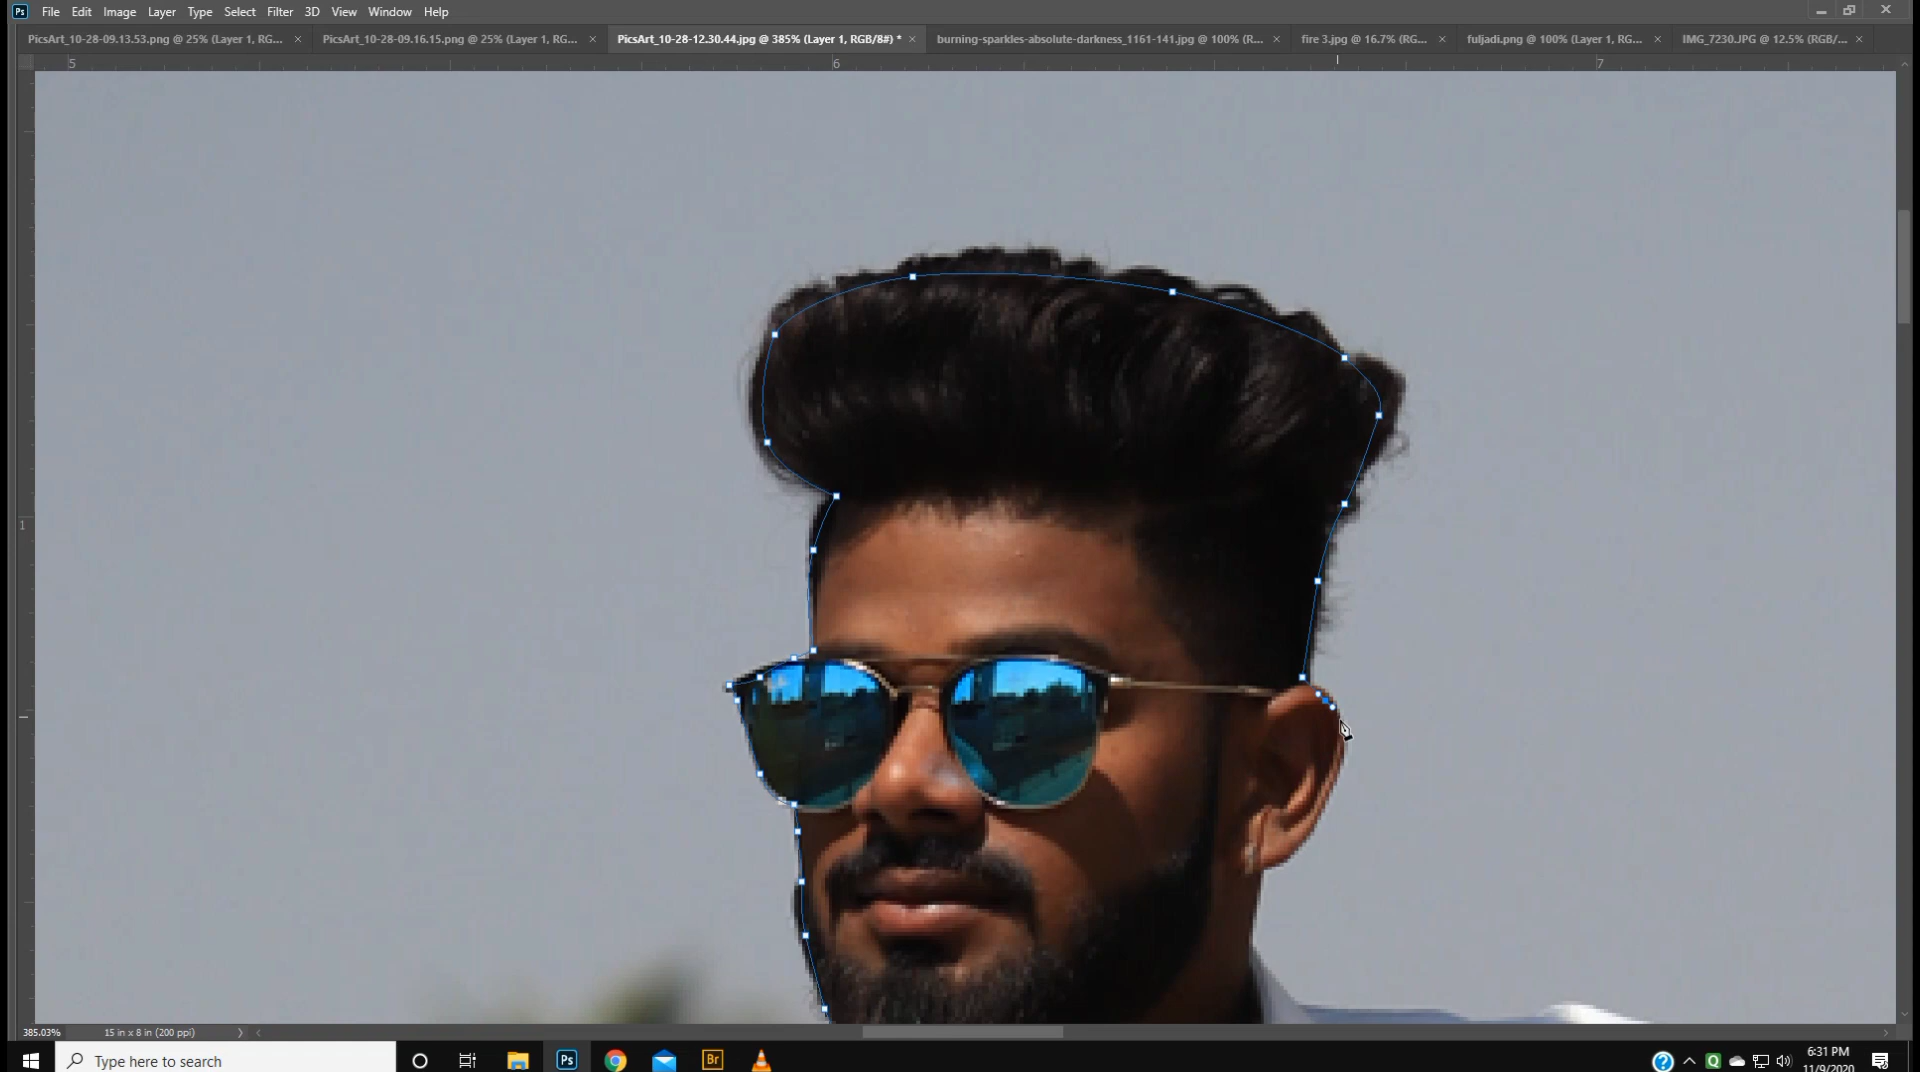 Ps File Edit Image Layer Type Select Filter 3D View Window Help
PicsArt_10-28-09.13.53.png @ 25% (Layer 1, RG... × PicsArt_10-28-09.16.15.png @ 25% (Layer 1, RG... × PicsArt_10-28-12.30.44.jpg @ 385% (Layer 1, RGB/8#) * × burning-sparkles-absolute-darkness_1161-141.jpg @ 100% (R... × fire 3.jpg @ 16.7% (RG... × fuljadi.png @ 100% (Layer 1, RG... × IMG_7230.JPG @ 12.5% (RGB/... ×
5 6 7
1
385.03% 15 in x 8 in (200 ppi)
Type here to search Ps Br Q 6:31 PM
11/9/2020